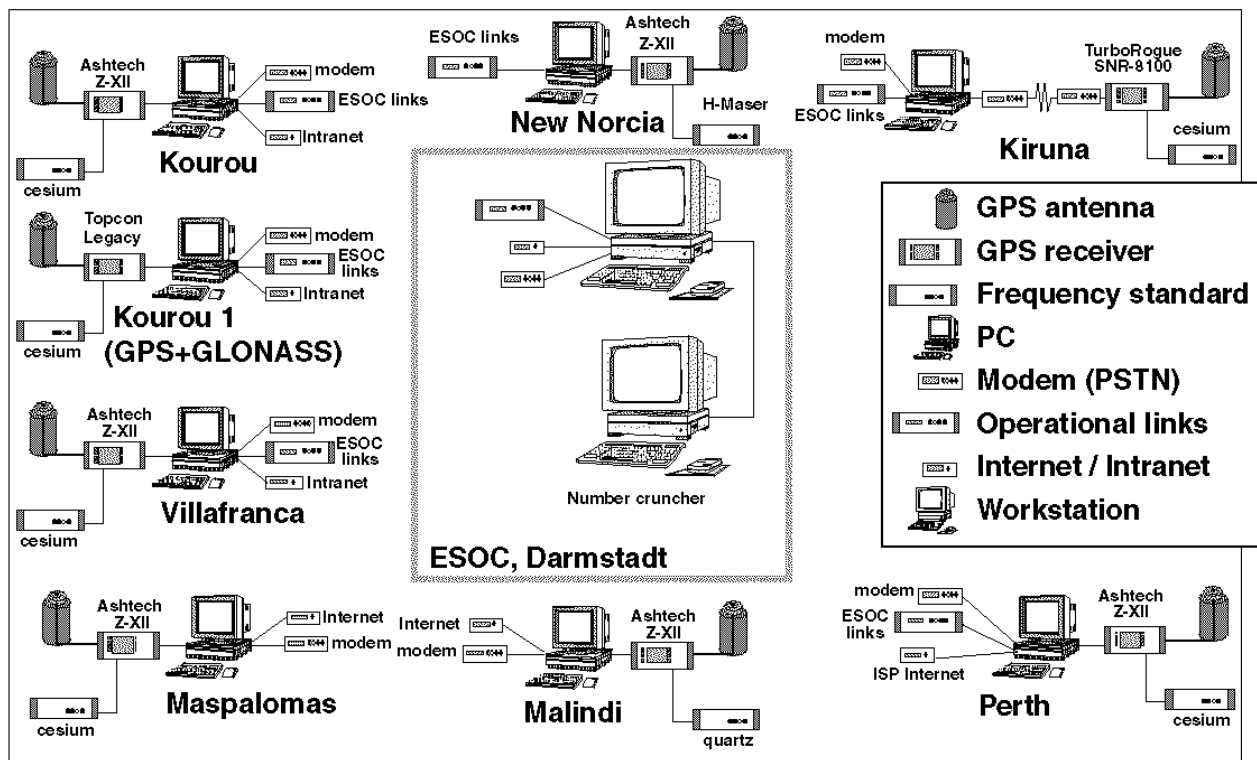 Ashtech
Z-XII
modem
ESOC links
Intranet
cesium
Kourou
ESOC links
Ashtech
Z-XII
H-Maser
New Norcia
modem
ESOC links
TurboRogue
SNR-8100
cesium
Kiruna
Topcon
Legacy
modem
ESOC
links
Intranet
cesium
Kourou 1
(GPS+GLONASS)
Ashtech
Z-XII
modem
ESOC
links
Intranet
cesium
Villafranca
Number cruncher
ESOC, Darmstadt
GPS antenna
GPS receiver
Frequency standard
PC
Modem (PSTN)
Operational links
Internet / Intranet
Workstation
Ashtech
Z-XII
Internet
modem
cesium
Maspalomas
Internet
modem
Ashtech
Z-XII
quartz
Malindi
modem
ESOC
links
ISP Internet
Ashtech
Z-XII
cesium
Perth